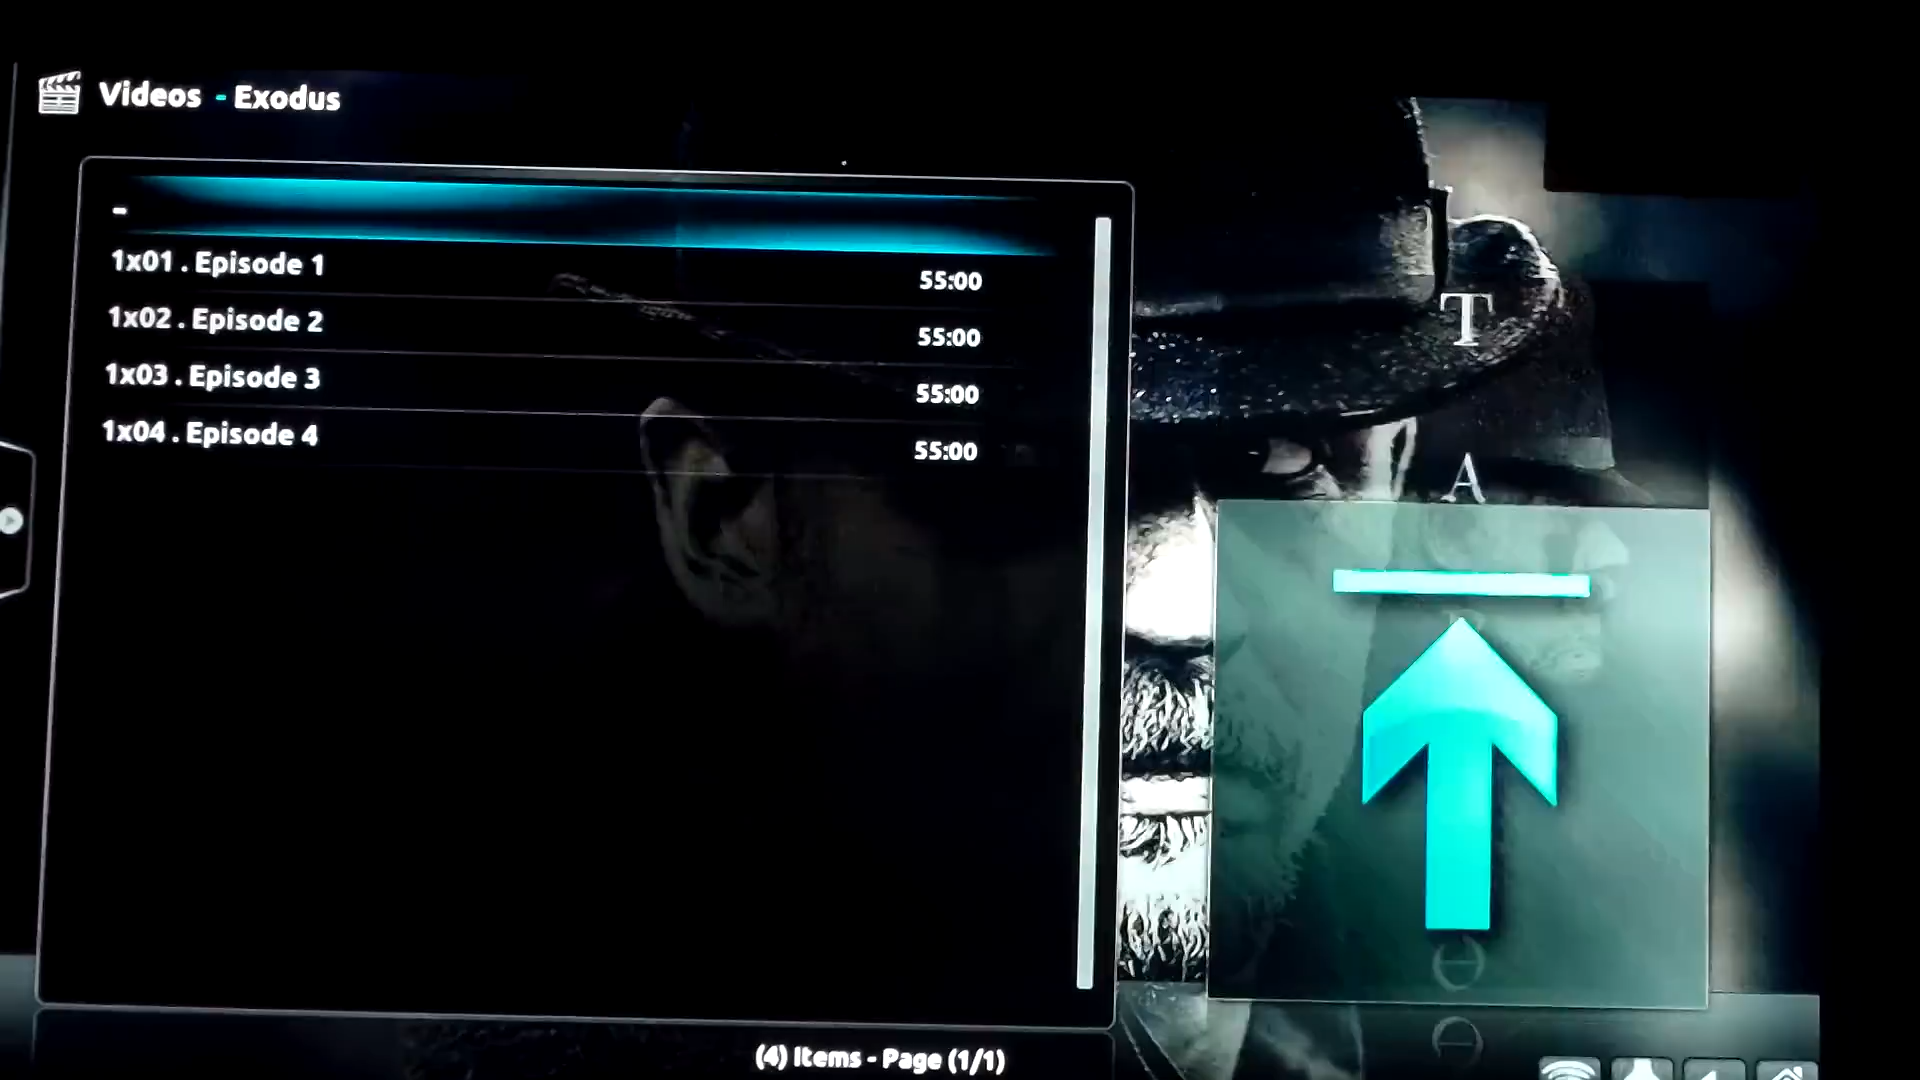 Videos - Exodus
-
1x01 . Episode 1 55:00
1x02 . Episode 2 55:00
1x03 . Episode 3 55:00
1x04 . Episode 4 55:00
T
A
(4) Items - Page (1/1)